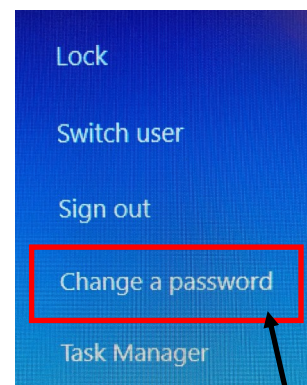 Lock
Switch user
Sign out
Change a password
Task Manager